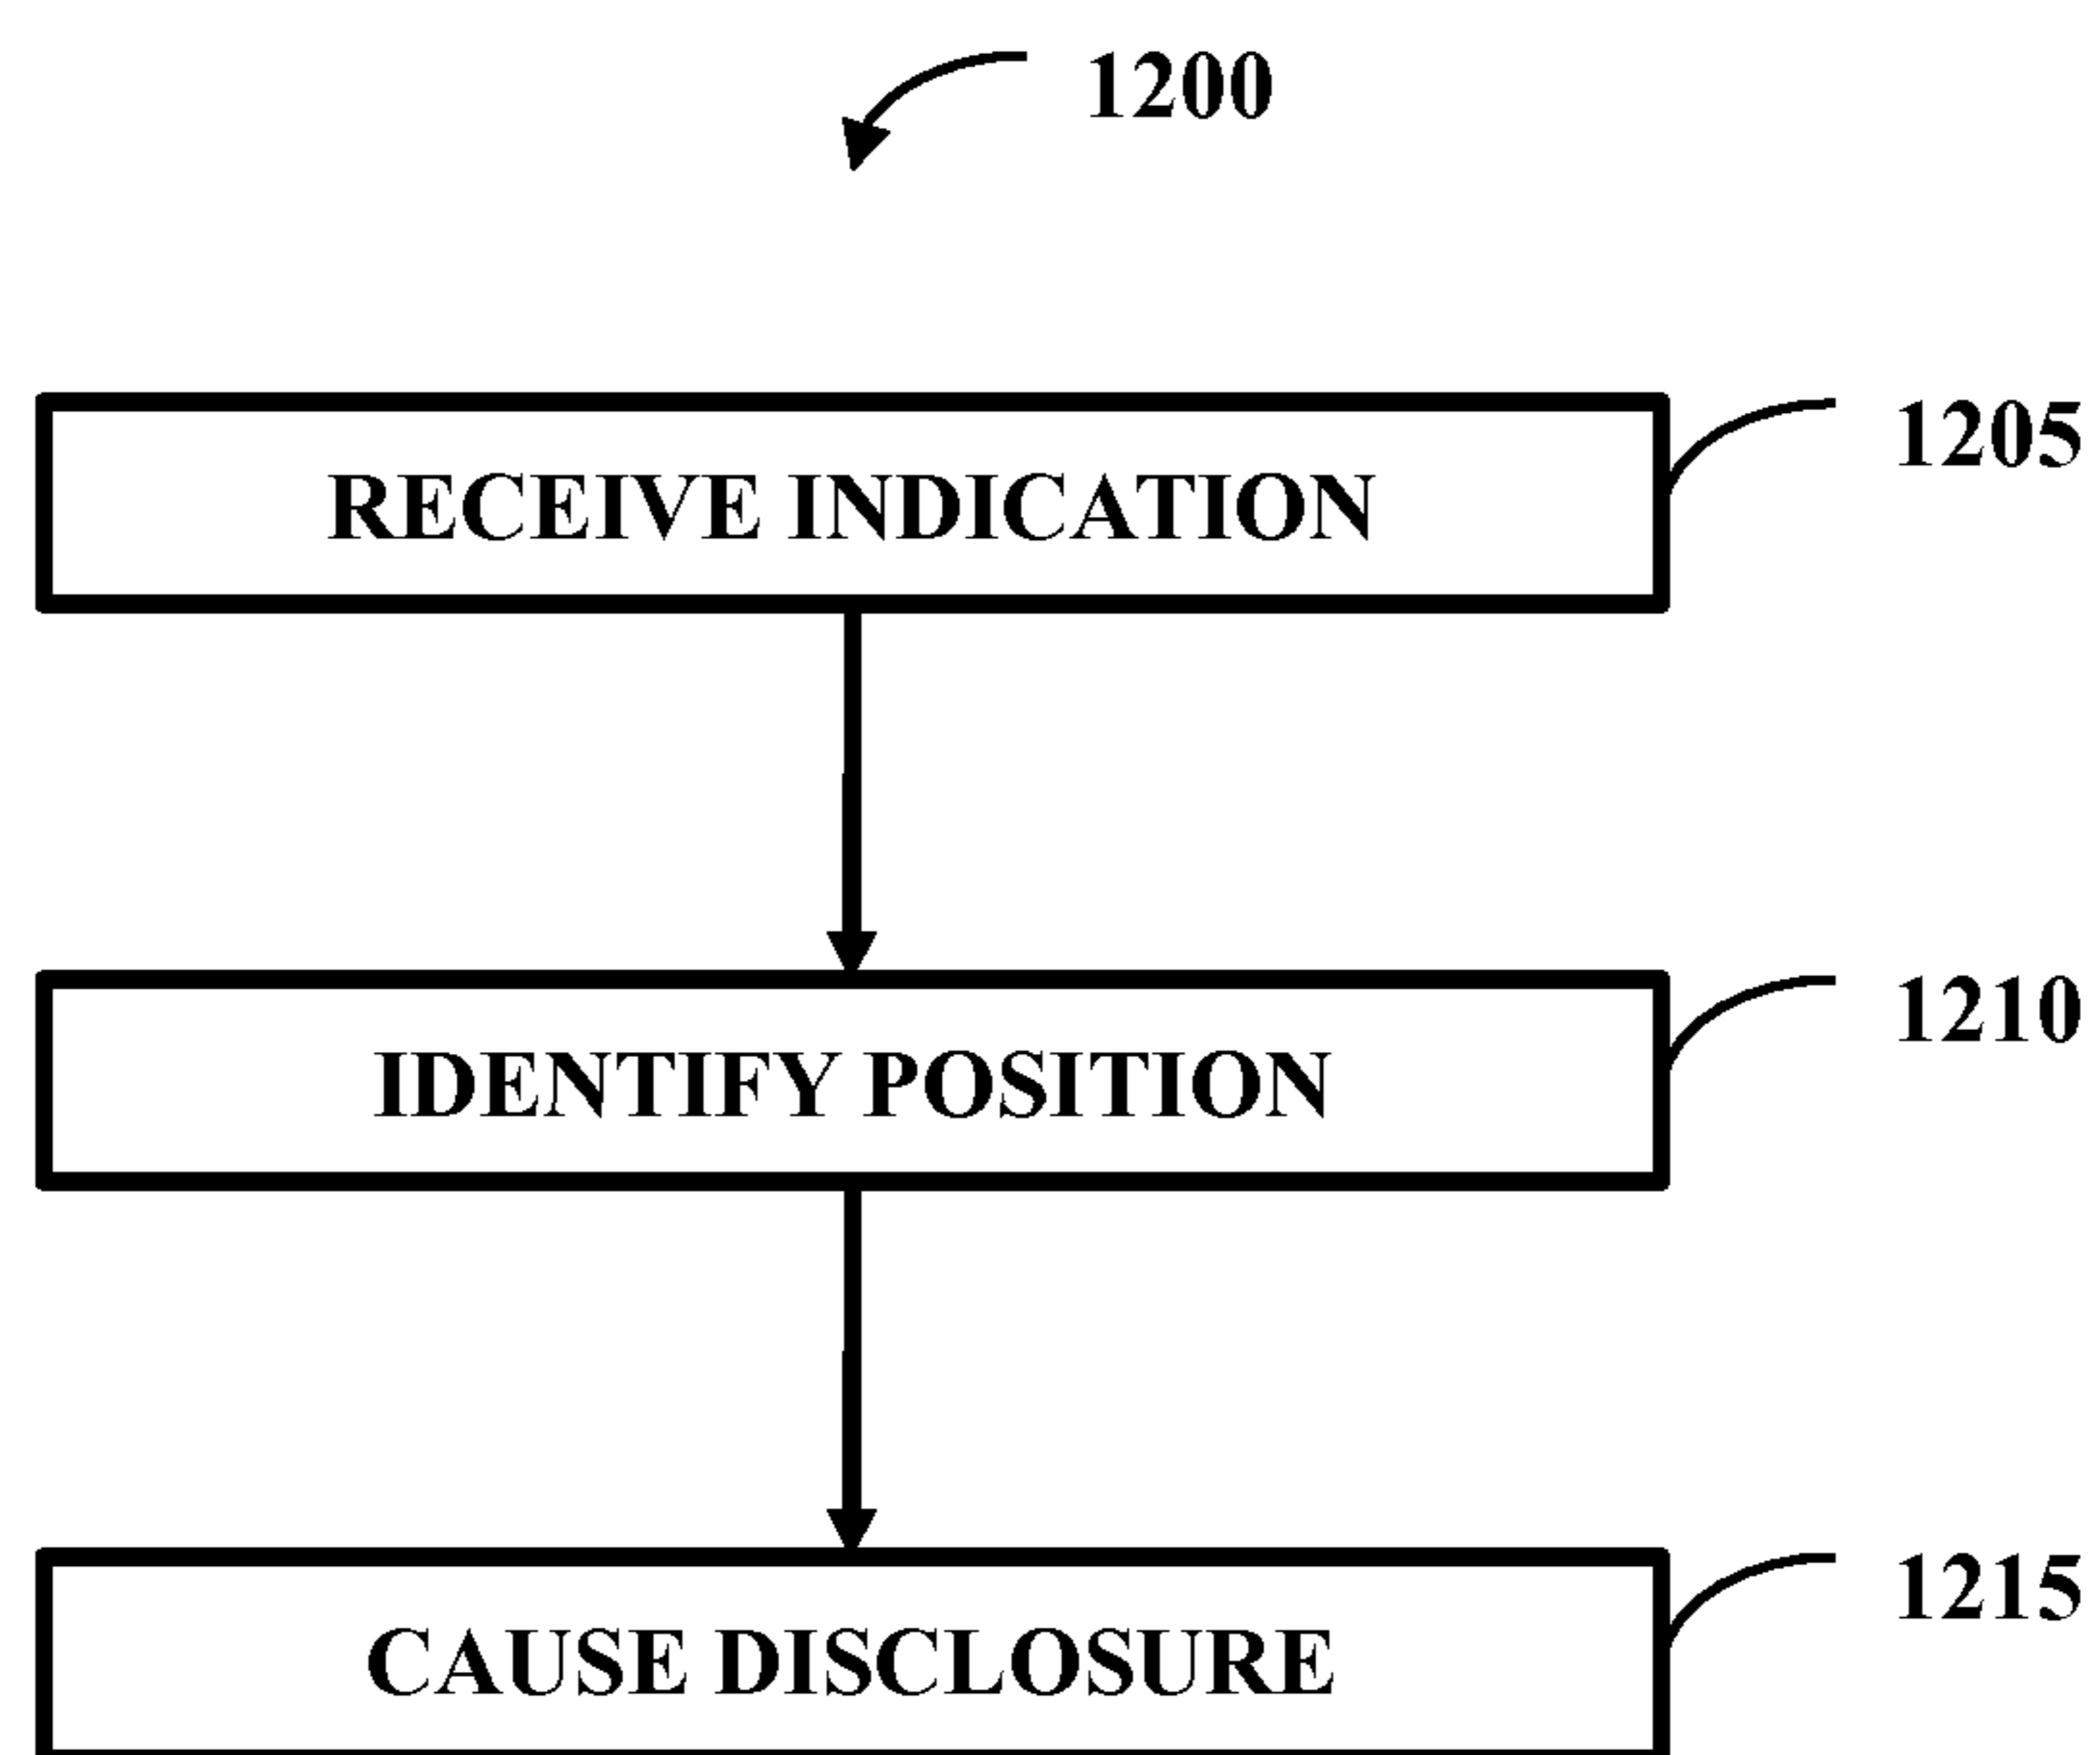 1200
RECEIVE INDICATION
1205
IDENTIFY POSITION
1210
CAUSE DISCLOSURE
1215